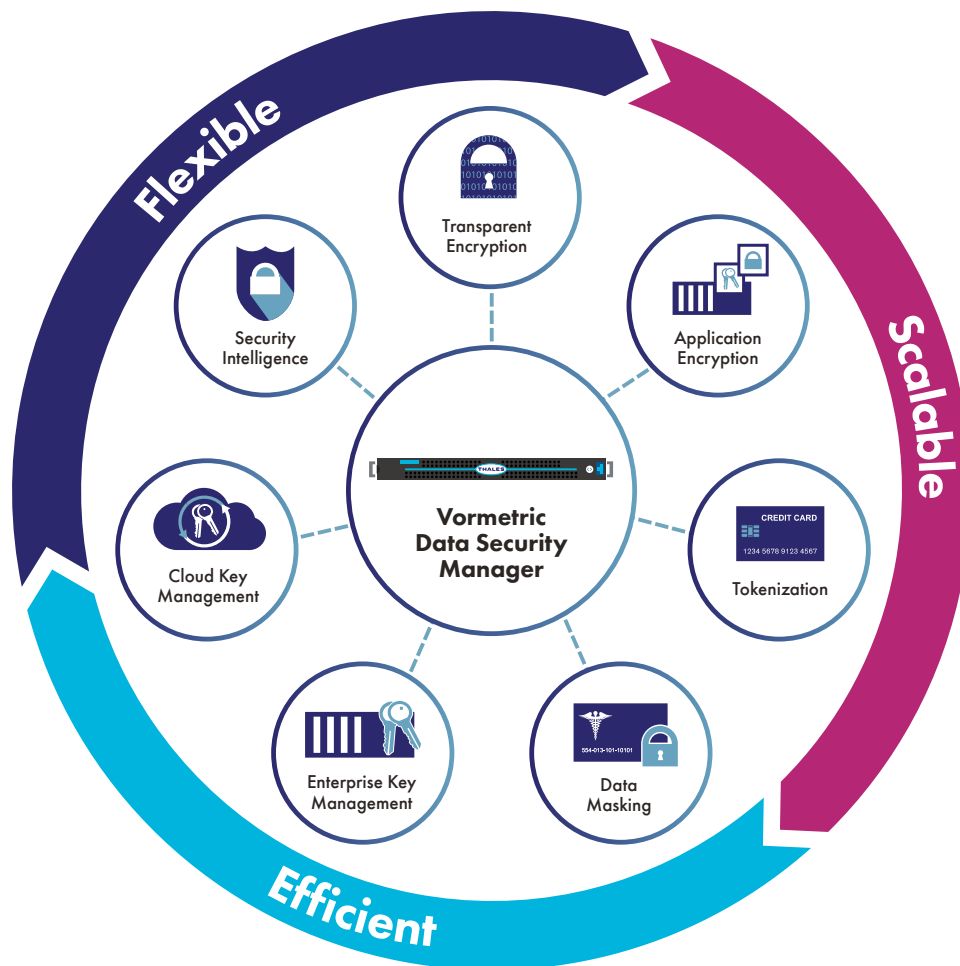 Flexible
Scalable
Efficient
Transparent
Encryption
Application
Encryption
CREDIT CARD
1234 5678 9123 4567
Tokenization
554-013-101-10101
Data
Masking
Enterprise Key
Management
Cloud Key
Management
Security
Intelligence
THALES
Vormetric
Data Security
Manager